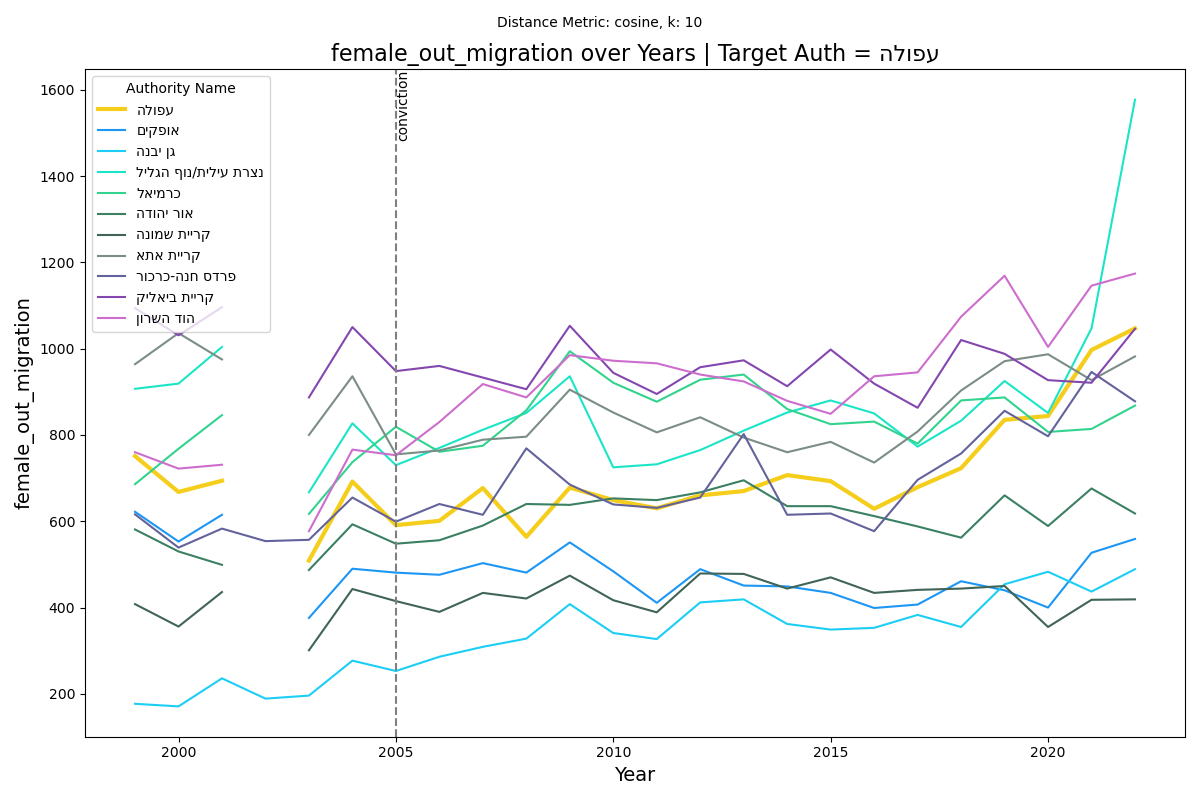 Distance Metric: cosine, k: 10
female_out_migration over Years | Target Auth = עפולה
Authority Name
עפולה
אופקים
גן יבנה
נצרת עילית/נוף הגליל
כרמיאל
אור יהודה
קריית שמונה
קריית אתא
פרדס חנה-כרכור
קריית ביאליק
הוד השרון
conviction
female_out_migration
1600
1400
1200
1000
800
600
400
200
2000
2005
2010
2015
2020
Year